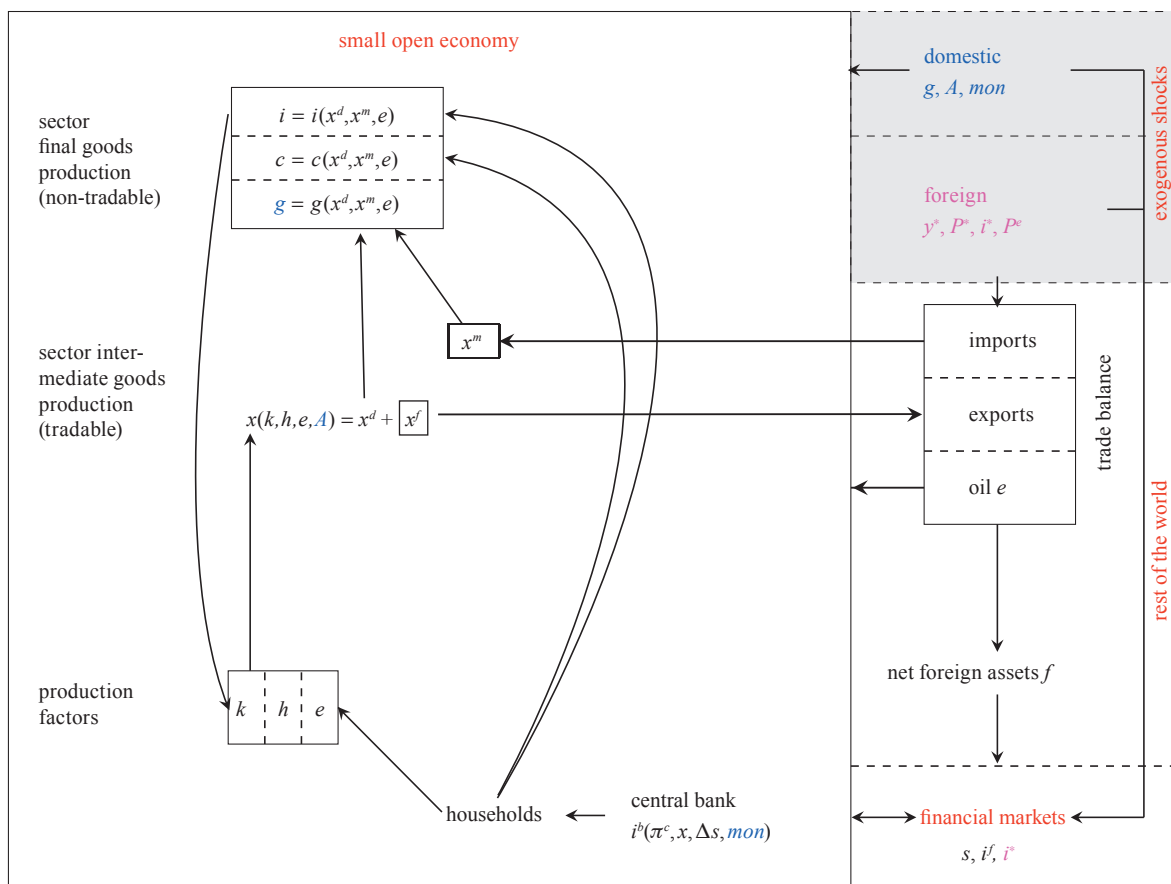 small open economy
sector
final goods
production
(non-tradable)
i = i(x^d,x^m,e)
c = c(x^d,x^m,e)
g = g(x^d,x^m,e)
domestic
g, A, mon
foreign
y*, P*, i*, P^e
exogenous shocks
x^m
sector inter-
mediate goods
production
(tradable)
x(k,h,e,A) = x^d + x^f
imports
exports
oil e
trade balance
rest of the world
net foreign assets f
production
factors
k h e
households
central bank
i^b(π^c, x, Δs, mon)
financial markets
s, i^f, i*